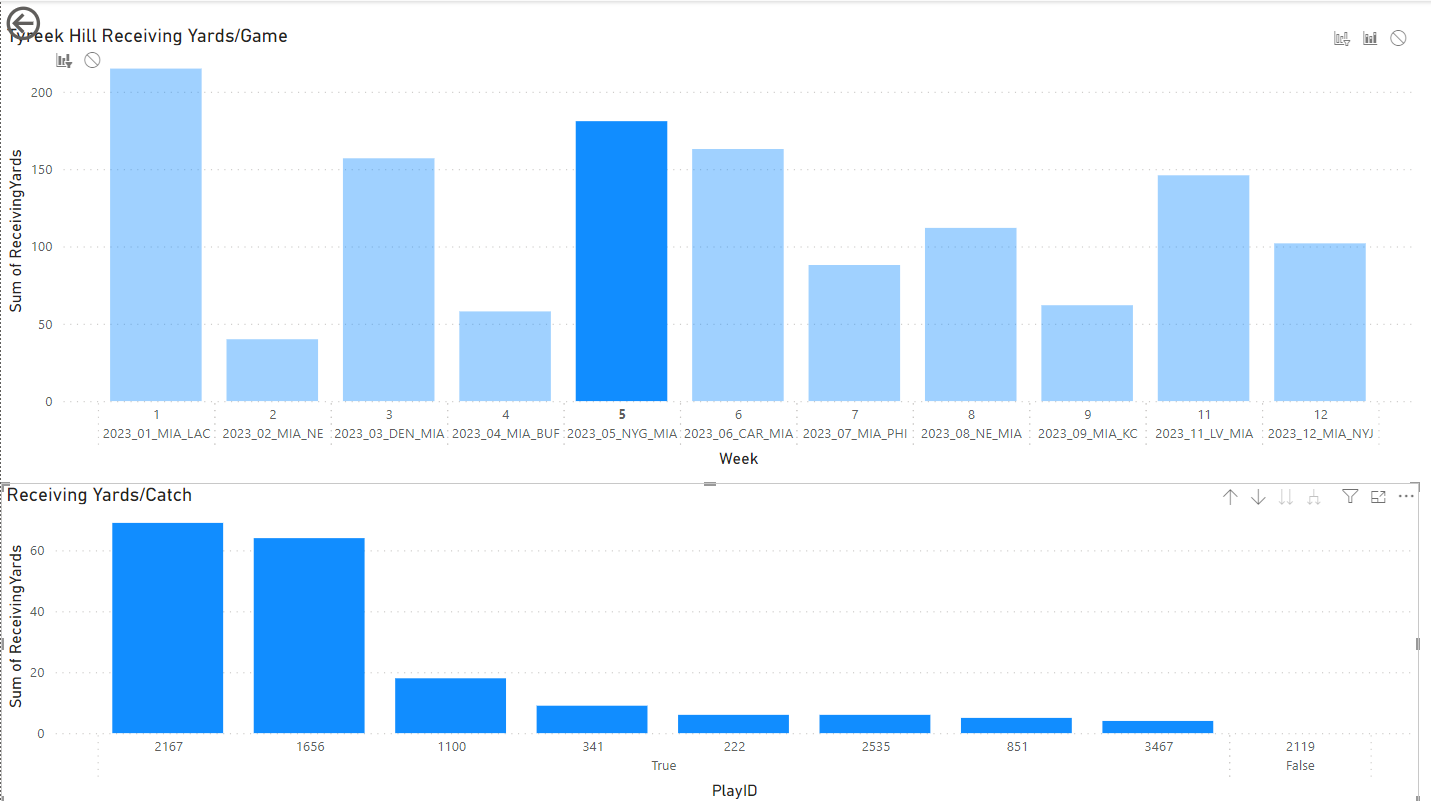 Tyreek Hill Receiving Yards/Game
Sum of ReceivingYards
200
150
100
50
0
1 2 3 4 5 6 7 8 9 11 12
2023_01_MIA_LAC 2023_02_MIA_NE 2023_03_DEN_MIA 2023_04_MIA_BUF 2023_05_NYG_MIA 2023_06_CAR_MIA 2023_07_MIA_PHI 2023_08_NE_MIA 2023_09_MIA_KC 2023_11_LV_MIA 2023_12_MIA_NYJ
Week
Receiving Yards/Catch
Sum of ReceivingYards
60
40
20
0
2167 1656 1100 341 222 2535 851 3467 2119
True False
PlayID